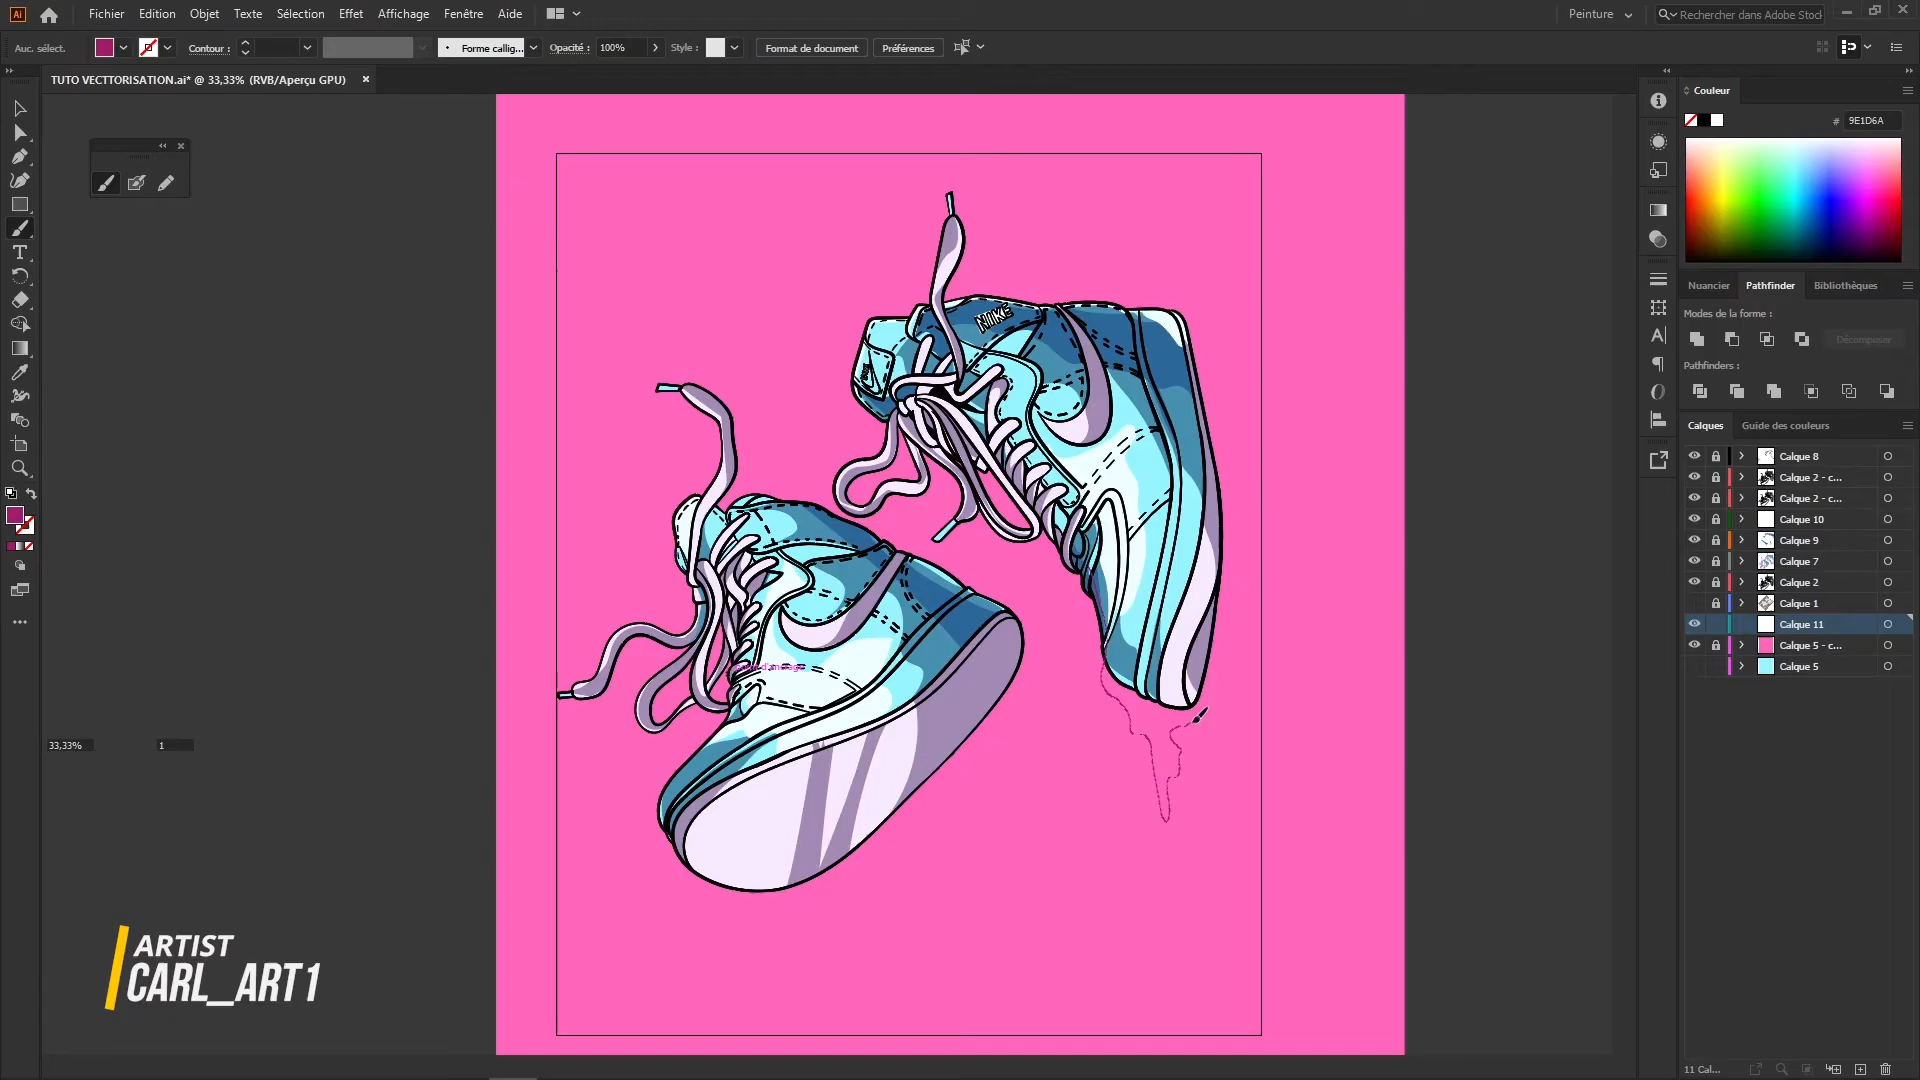 Ai
Fichier Edition Objet Texte Sélection Effet Affichage Fenêtre Aide
Peinture
Rechercher dans Adobe Stock
Auc. sélect.
Contour :
Forme callig...
Opacité : 100%
Style :
Format de document
Préférences
TUTO VECTTORISATION.ai* @ 33,33% (RVB/Aperçu GPU)
Couleur
# 9E1D6A
Nuancier Pathfinder Bibliothèques
Modes de la forme :
Décomposer
Pathfinders :
Calques Guide des couleurs
Calque 8
Calque 2 - c...
Calque 2 - c...
Calque 10
Calque 9
Calque 7
Calque 2
Calque 1
Calque 11
Calque 5 - c...
Calque 5
NIKE
33,33% 1
ARTIST
CARL_ART1
11 Cal...